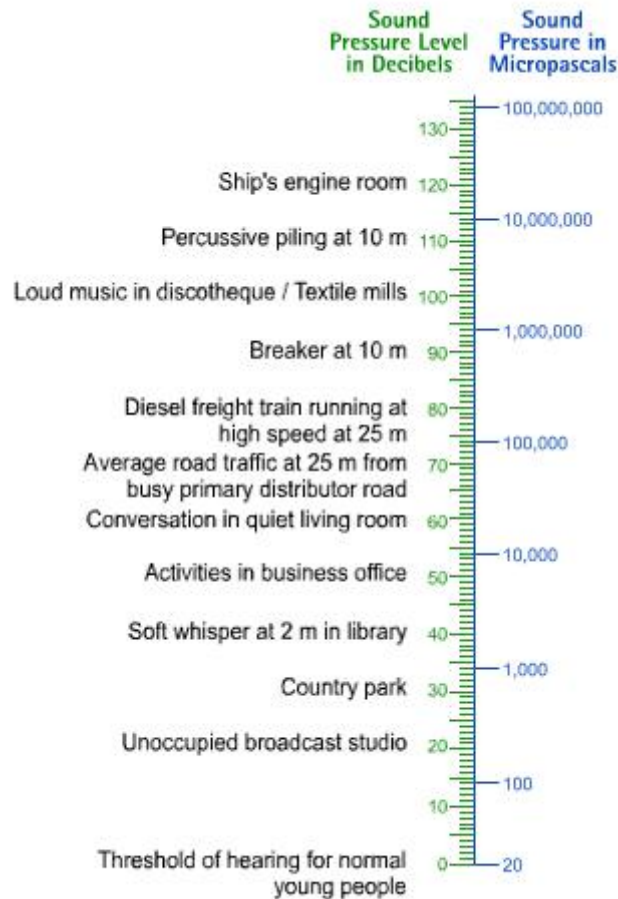 Sound
Pressure Level
in Decibels
Sound
Pressure in
Micropascals
100,000,000
130
Ship's engine room 120
10,000,000
Percussive piling at 10 m 110
Loud music in discotheque / Textile mills 100
1,000,000
Breaker at 10 m 90
Diesel freight train running at 80
high speed at 25 m
100,000
Average road traffic at 25 m from 70
busy primary distributor road
Conversation in quiet living room 60
10,000
Activities in business office 50
Soft whisper at 2 m in library 40
1,000
Country park 30
Unoccupied broadcast studio 20
100
10
Threshold of hearing for normal 0 20
young people